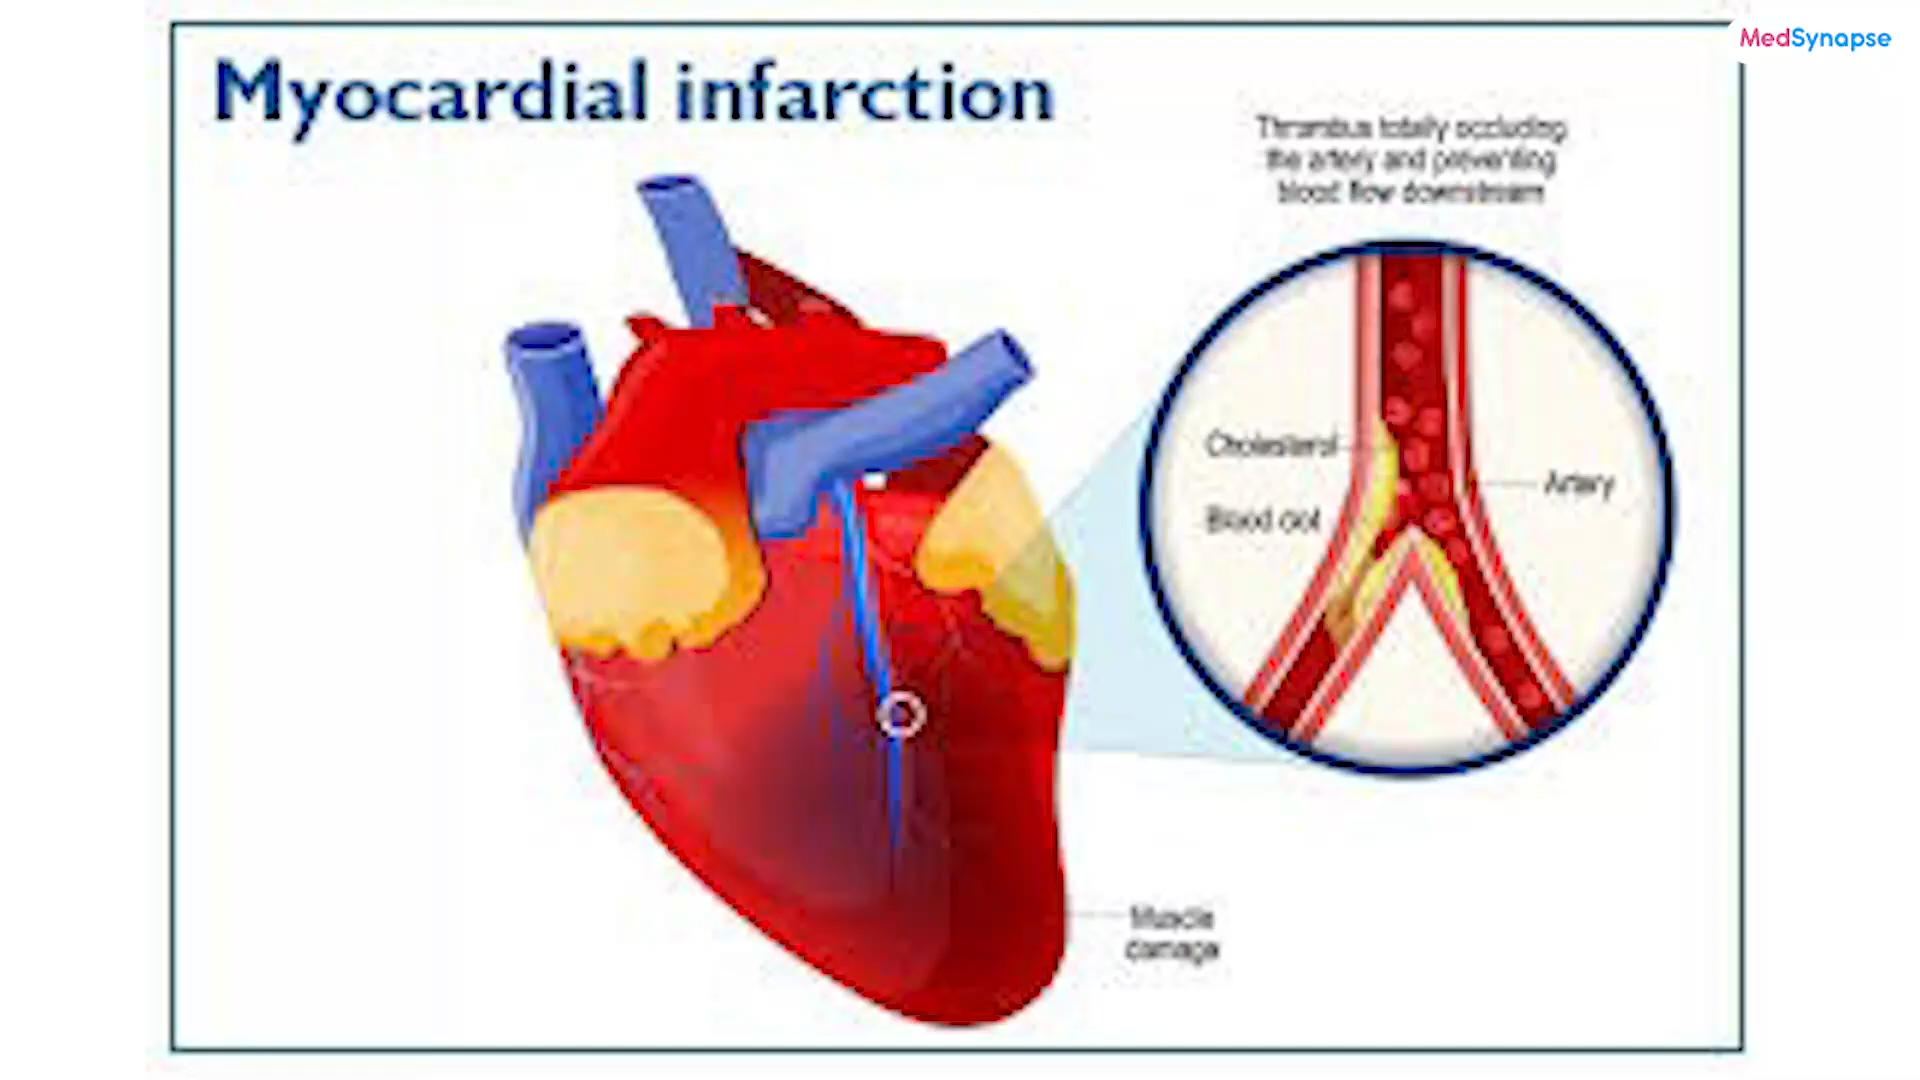 MedSynapse
Myocardial infarction
Thrombus totally occluding
the artery and preventing
blood flow downstream
Cholesterol
Artery
Blood clot
Muscle
damage